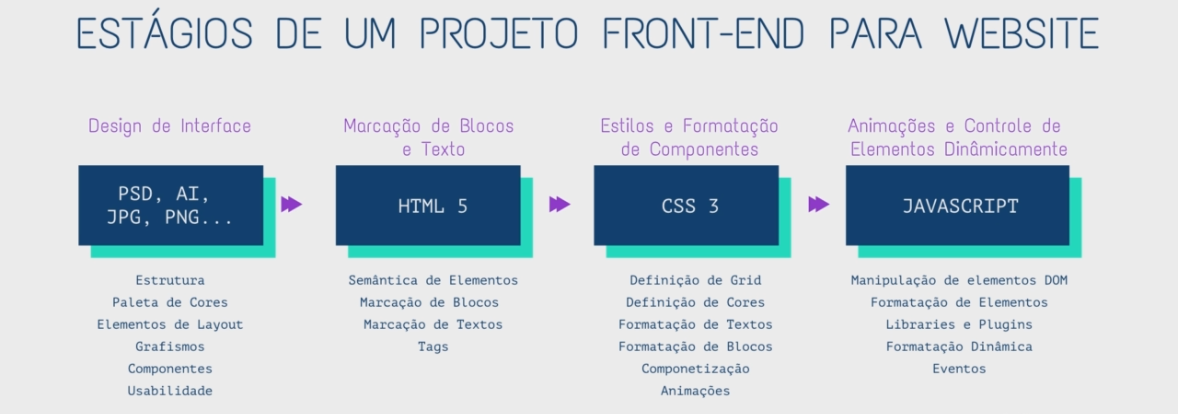 ESTÁGIOS DE UM PROJETO FRONT-END PARA WEBSITE
Design de Interface
PSD, AI,
JPG, PNG...
Estrutura
Paleta de Cores
Elementos de Layout
Grafismos
Componentes
Usabilidade
Marcação de Blocos
e Texto
HTML 5
Semântica de Elementos
Marcação de Blocos
Marcação de Textos
Tags
Estilos e Formatação
de Componentes
CSS 3
Definição de Grid
Definição de Cores
Formatação de Textos
Formatação de Blocos
Componetização
Animações
Animações e Controle de
Elementos Dinâmicamente
JAVASCRIPT
Manipulação de elementos DOM
Formatação de Elementos
Libraries e Plugins
Formatação Dinâmica
Eventos